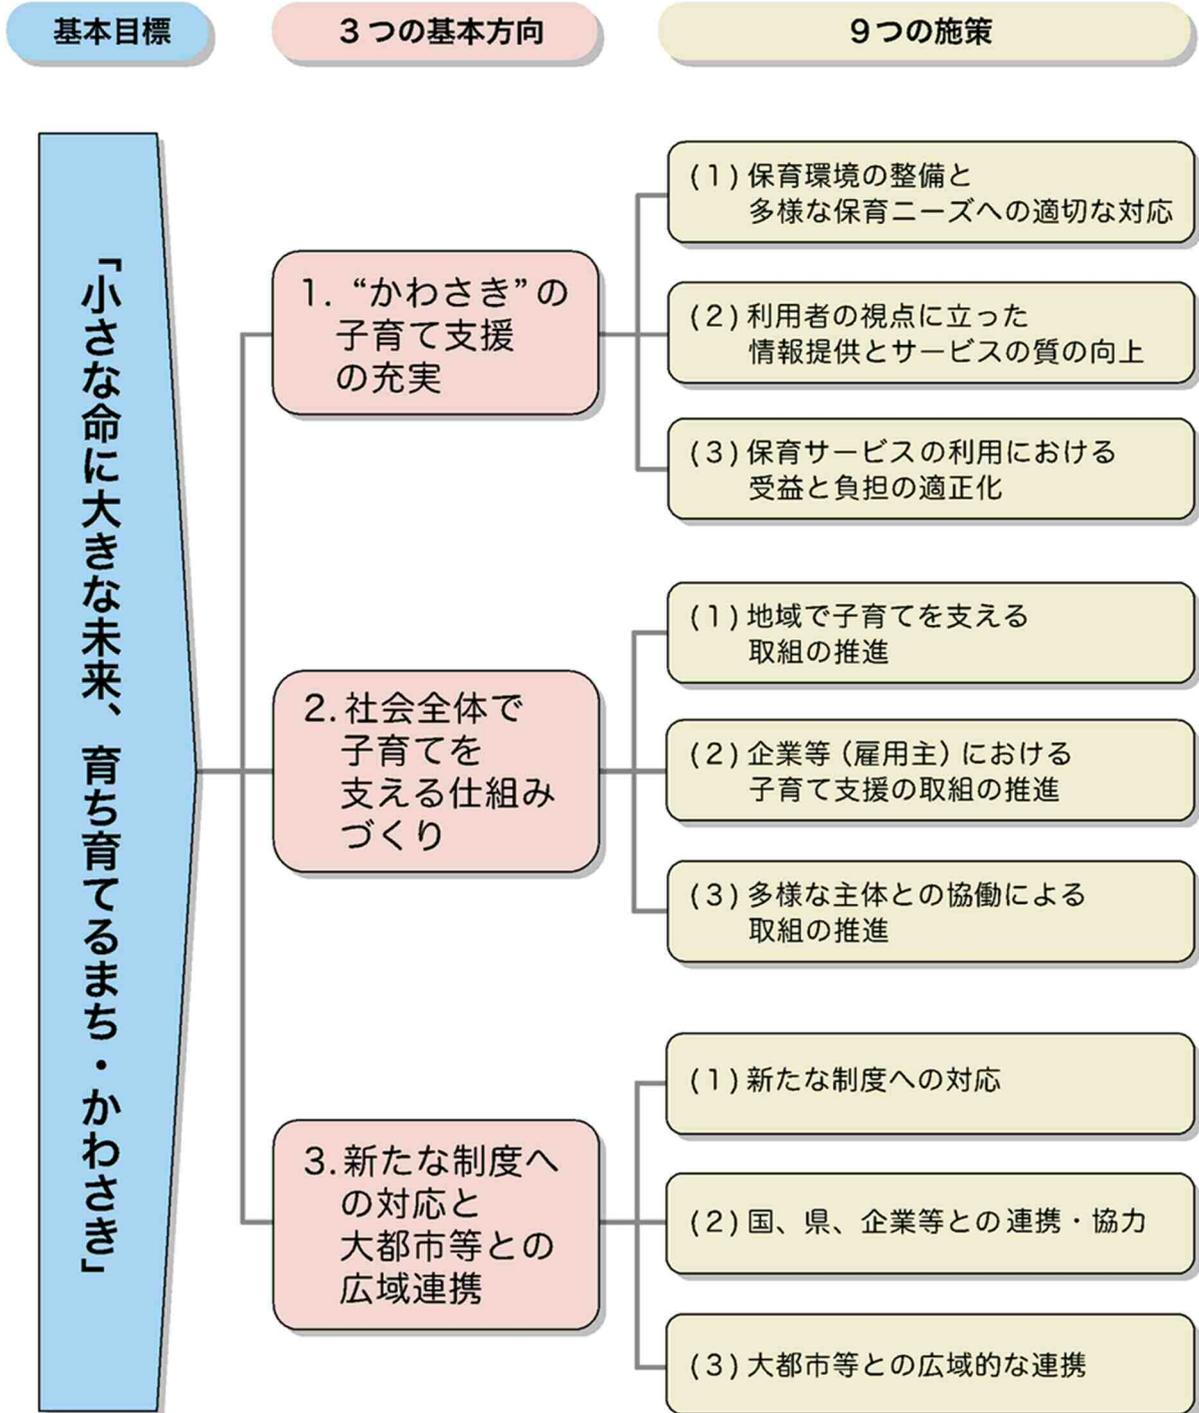 基本目標
3つの基本方向
9つの施策
「小さな命に大きな未来、育ち育てるまち・かわさき」
1. “かわさき”の
子育て支援
の充実
(1)保育環境の整備と
多様な保育ニーズへの適切な対応
(2)利用者の視点に立った
情報提供とサービスの質の向上
(3)保育サービスの利用における
受益と負担の適正化
2.社会全体で
子育てを
支える仕組み
づくり
(1)地域で子育てを支える
取組の推進
(2)企業等(雇用主)における
子育て支援の取組の推進
(3)多様な主体との協働による
取組の推進
3.新たな制度へ
の対応と
大都市等との
広域連携
(1)新たな制度への対応
(2)国、県、企業等との連携・協力
(3)大都市等との広域的な連携